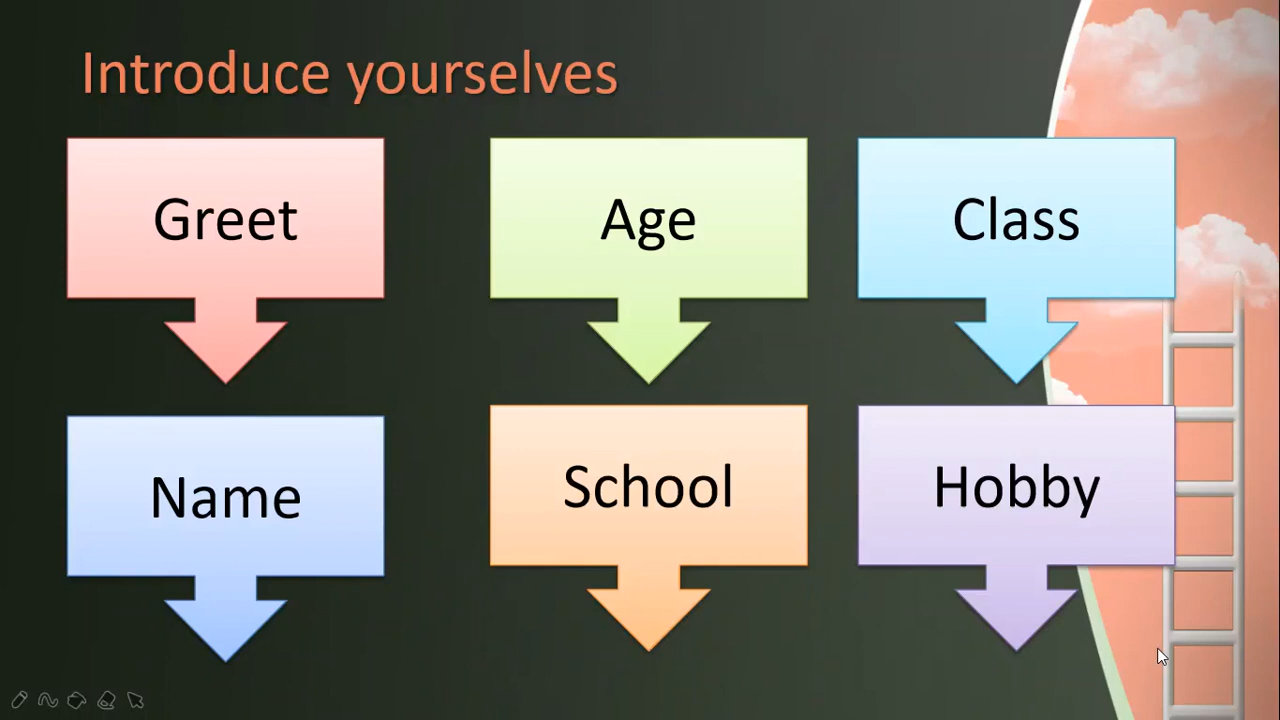 Introduce yourselves
Greet
Age
Class
Name
School
Hobby